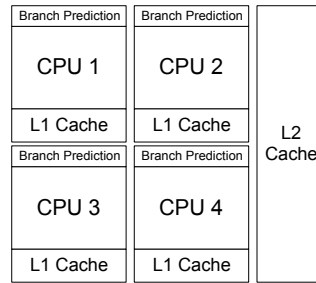 Branch Prediction
CPU 1
L1 Cache
Branch Prediction
CPU 2
L1 Cache
Branch Prediction
CPU 3
L1 Cache
Branch Prediction
CPU 4
L1 Cache
L2
Cache